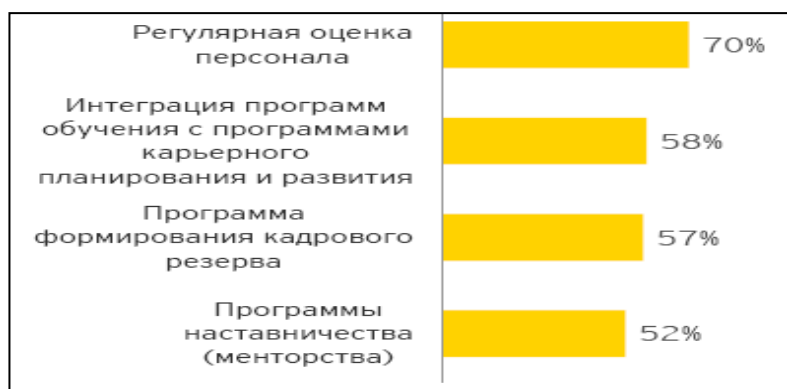 Регулярная оценка
персонала
70%
Интеграция программ
обучения с программами
карьерного
планирования и развития
58%
Программа
формирования кадрового
резерва
57%
Программы
наставничества
(менторства)
52%